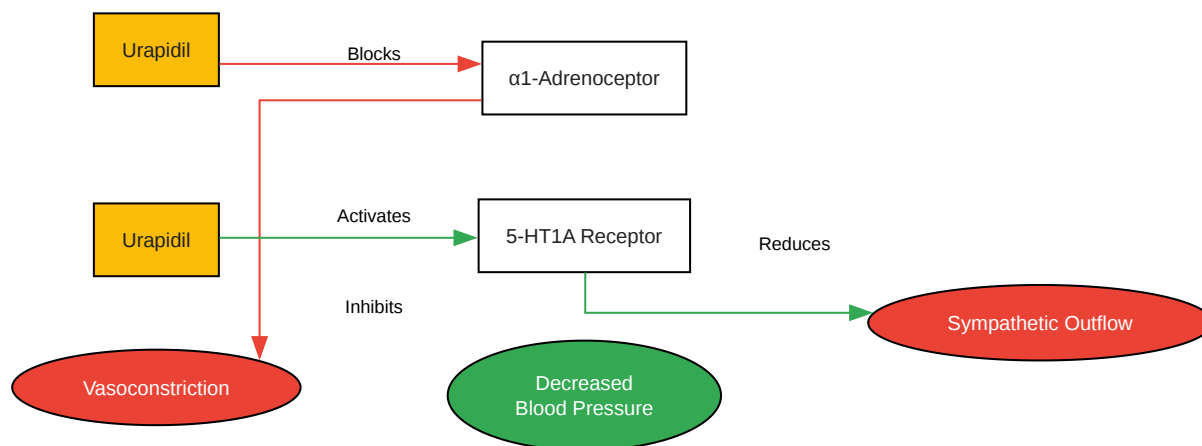 Urapidil
Blocks
α1-Adrenoceptor
Urapidil
Activates
5-HT1A Receptor
Reduces
Inhibits
Sympathetic Outflow
Vasoconstriction
Decreased
Blood Pressure